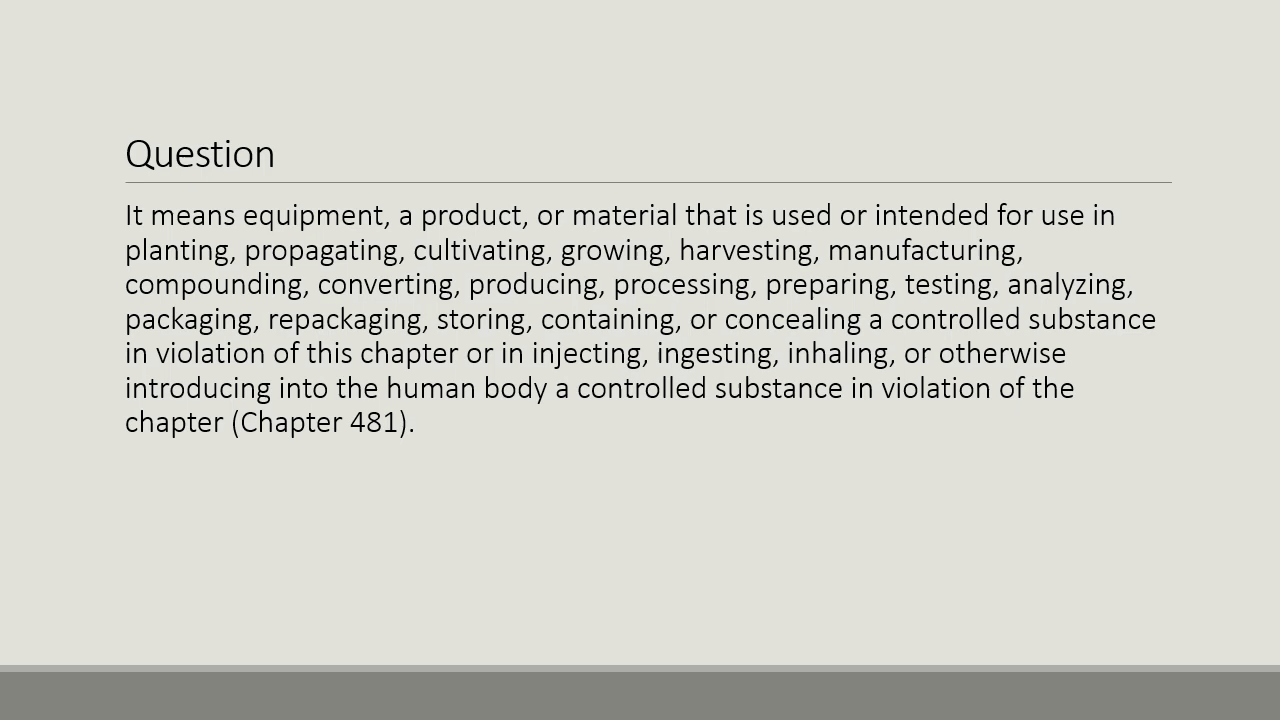 Question
It means equipment, a product, or material that is used or intended for use in
planting, propagating, cultivating, growing, harvesting, manufacturing,
compounding, converting, producing, processing, preparing, testing, analyzing,
packaging, repackaging, storing, containing, or concealing a controlled substance
in violation of this chapter or in injecting, ingesting, inhaling, or otherwise
introducing into the human body a controlled substance in violation of the
chapter (Chapter 481).